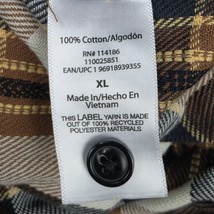 100% Cotton/Algodón
RN# 114186
110025851
EAN/UPC 1 96918939355
XL
Made In/Hecho En
Vietnam
This LABEL YARN IS MADE
OUT OF 100% RECYCLED
POLYESTER MATERIALS